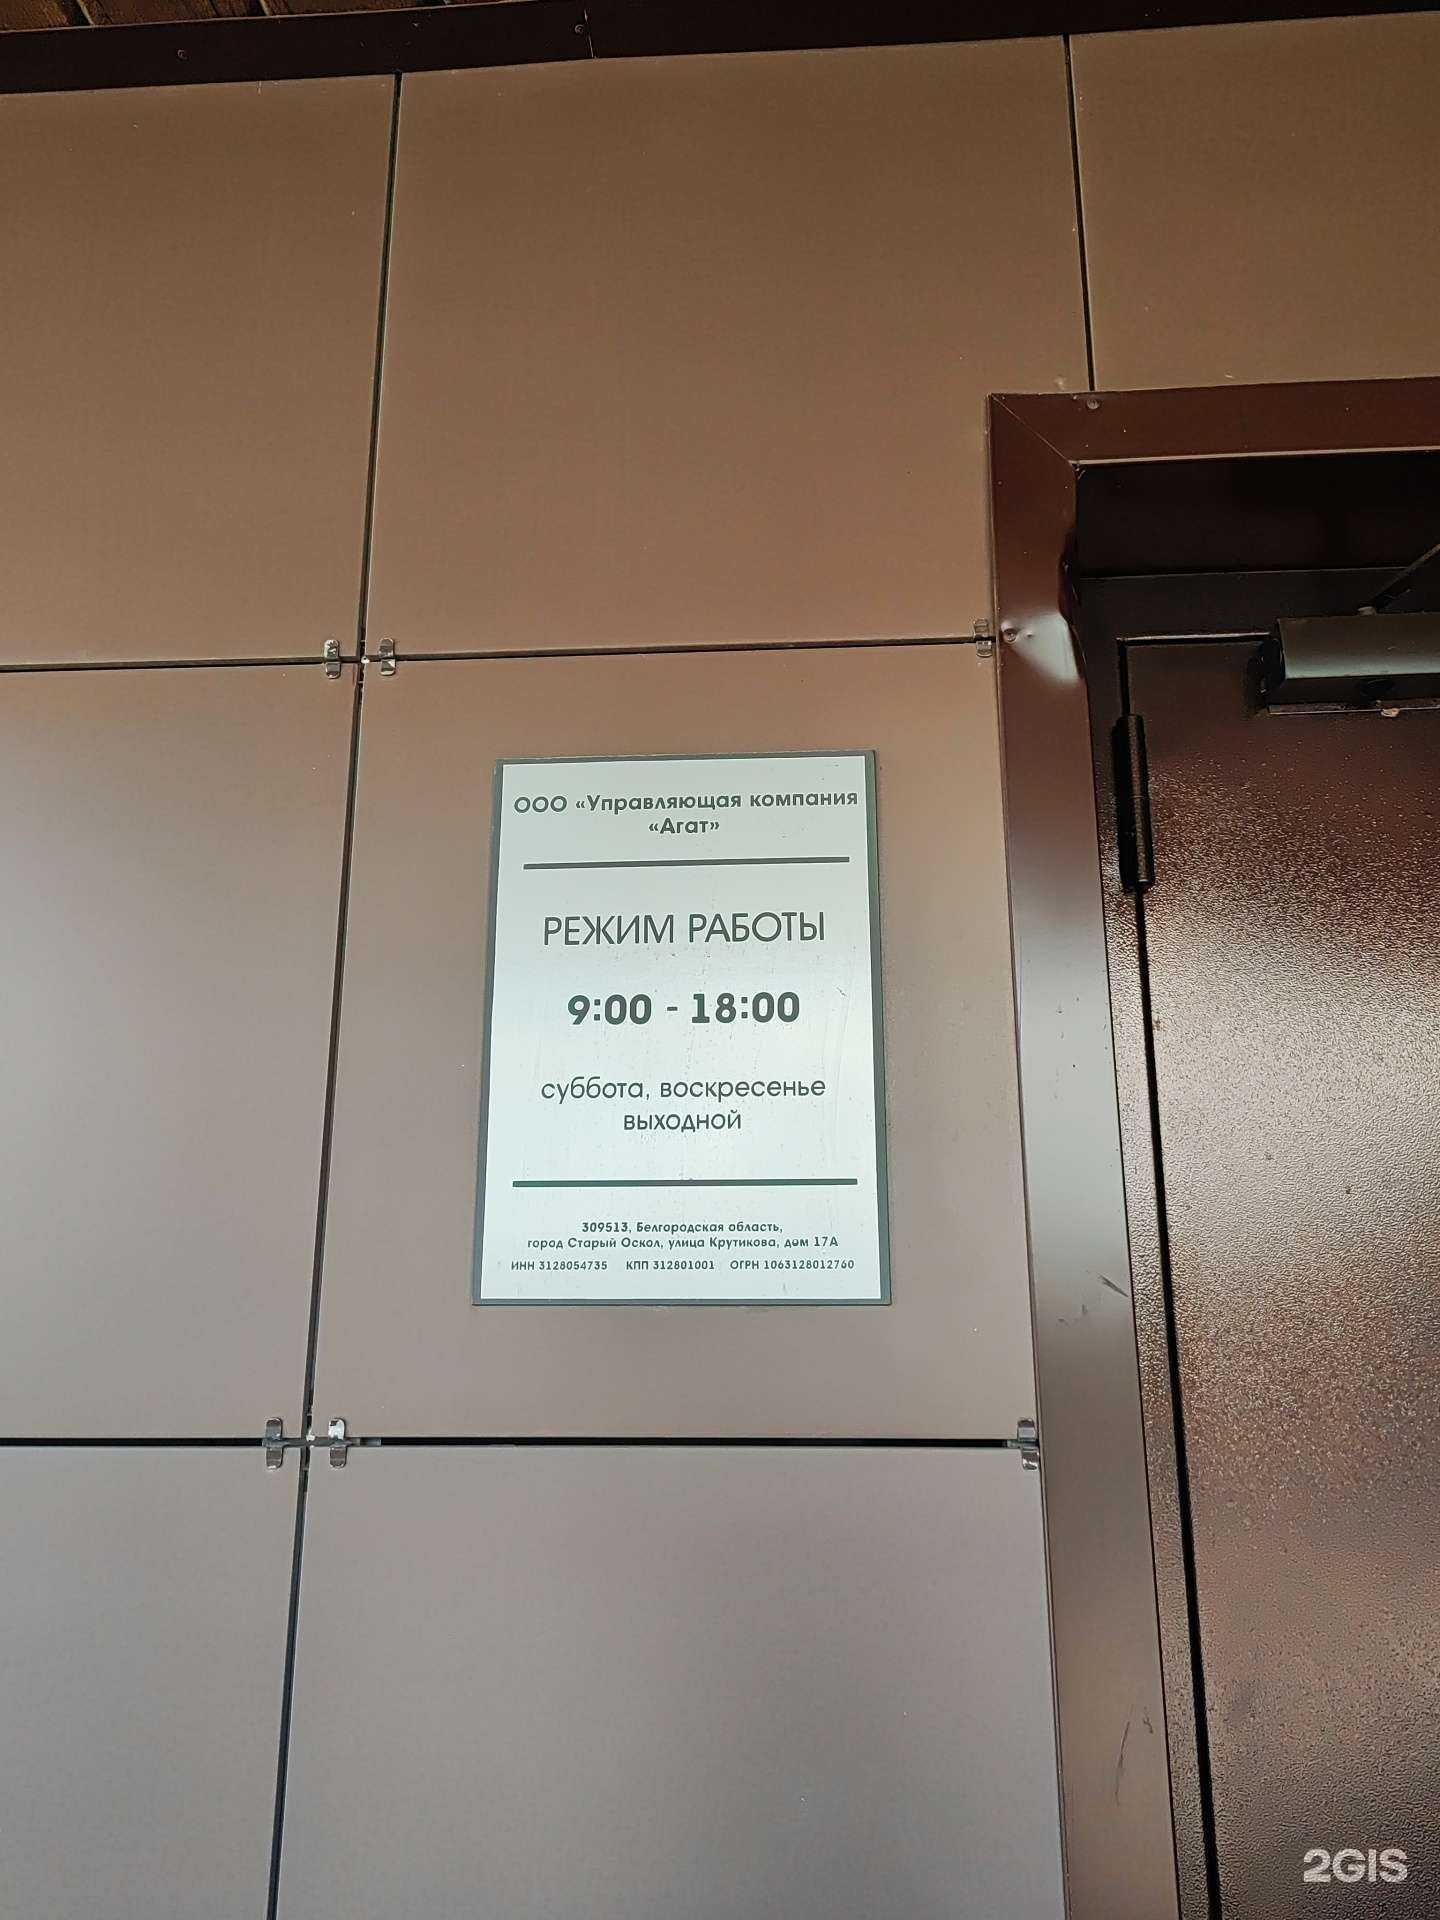 ООО «Управляющая компания
«Агат»
РЕЖИМ РАБОТЫ
9:00 - 18:00
суббота, воскресенье
выходной
309513, Белгородская область,
город Старый Оскол, улица Крутикова, дом 17А
ИНН 3128054735 КПП 312801001 ОГРН 1063128012760
2GIS